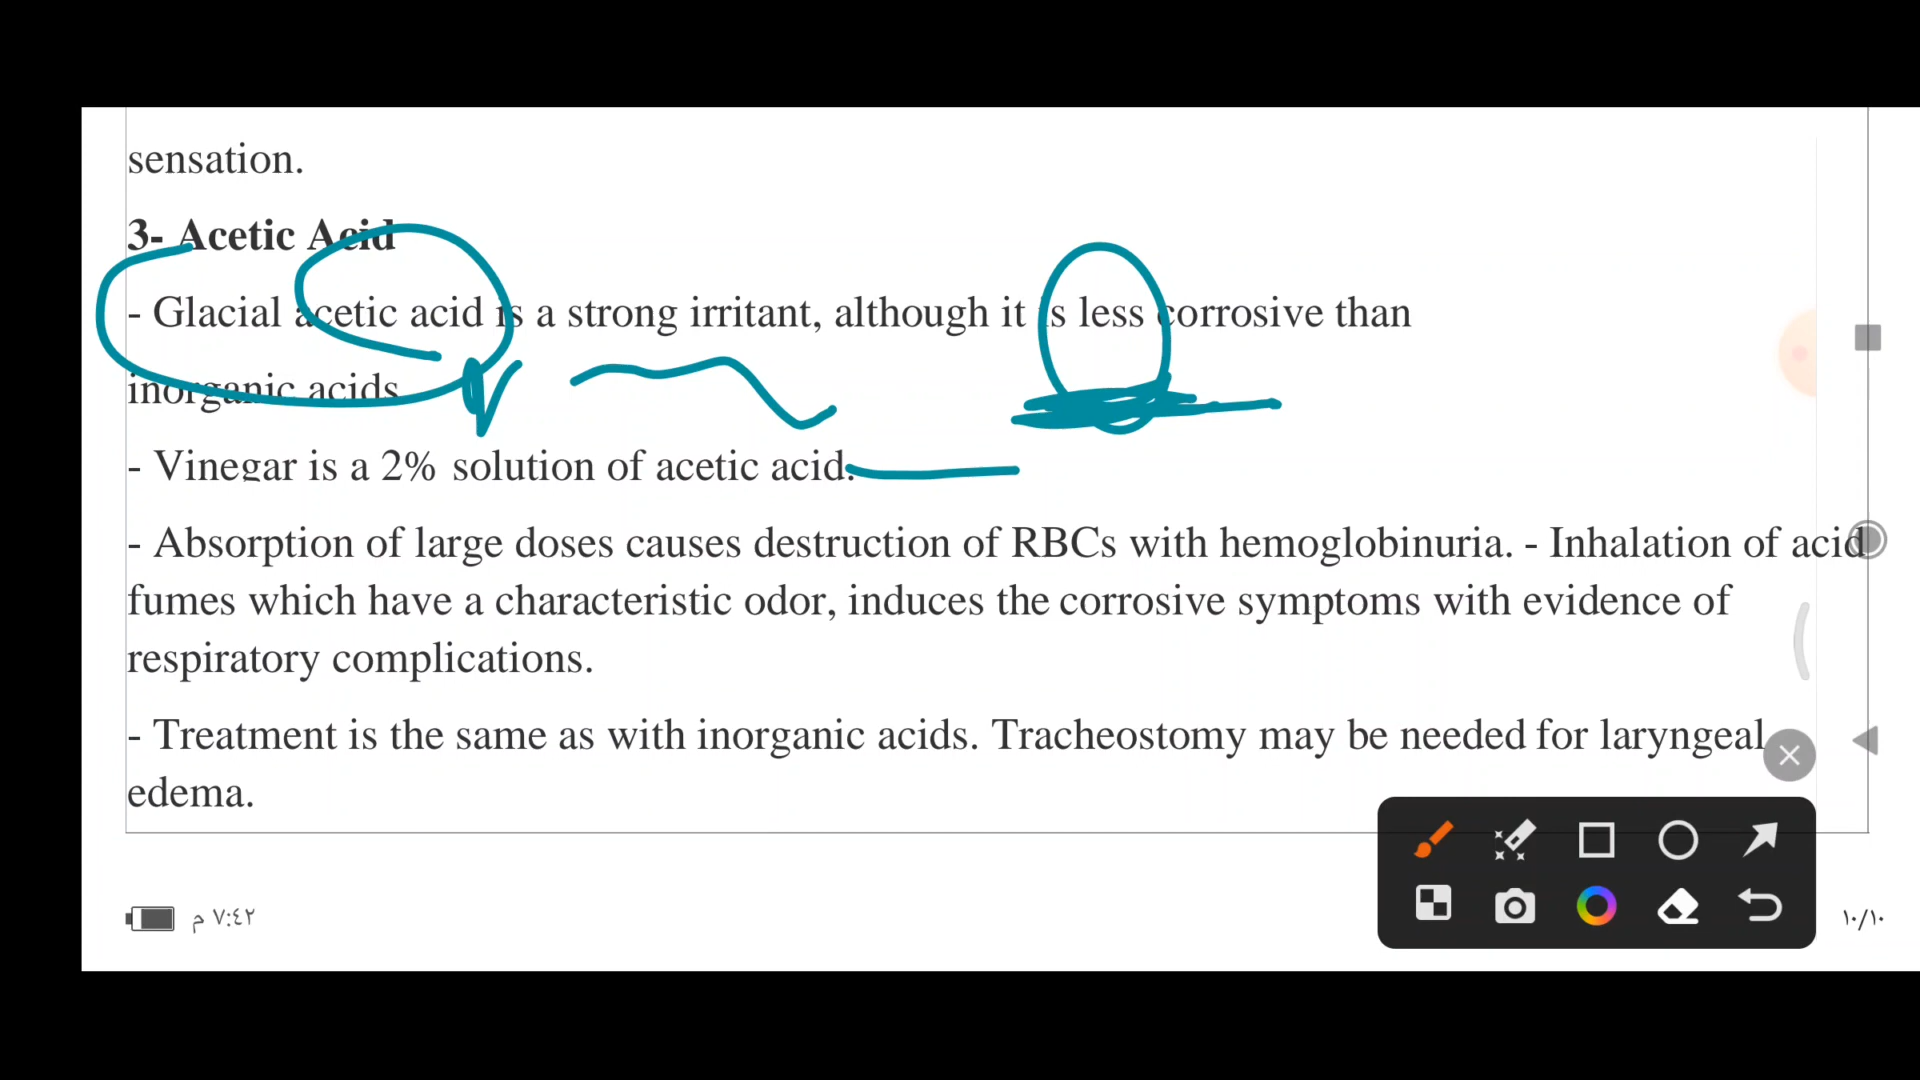 sensation.
3- Acetic Acid
- Glacial acetic acid is a strong irritant, although it is less corrosive than
inorganic acids.
- Vinegar is a 2% solution of acetic acid.
- Absorption of large doses causes destruction of RBCs with hemoglobinuria. - Inhalation of acid
fumes which have a characteristic odor, induces the corrosive symptoms with evidence of
respiratory complications.
- Treatment is the same as with inorganic acids. Tracheostomy may be needed for laryngeal
edema.
٧:٤٢ م
١٠/١٠